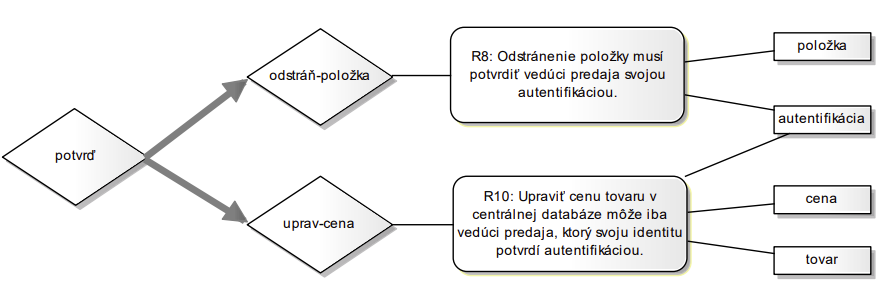 potvrď
odstráň-položka
uprav-cena
R8: Odstránenie položky musí
potvrdiť vedúci predaja svojou
autentifikáciou.
R10: Upraviť cenu tovaru v
centrálnej databáze môže iba
vedúci predaja, ktorý svoju identitu
potvrdí autentifikáciou.
položka
autentifikácia
cena
tovar